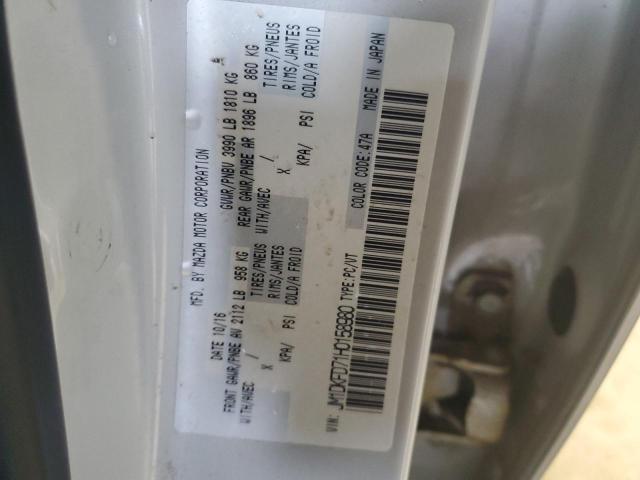 MFD. BY MAZDA MOTOR CORPORATION
DATE 10/16 GVWR/PNBV 3990 LB 1810 KG
FRONT GAWR/PNBE AV 2112 LB 958 KG REAR GAWR/PNBE AR 1896 LB 860 KG
WITH/AVEC TIRES/PNEUS WITH/AVEC TIRES/PNEUS
/ RIMS/JANTES / RIMS/JANTES
X COLD/A FROID X COLD/A FROID
KPA/ PSI KPA/ PSI
VIN: JM1DKFD71H0158980 TYPE:PC/VT COLOR CODE:47A MADE IN JAPAN